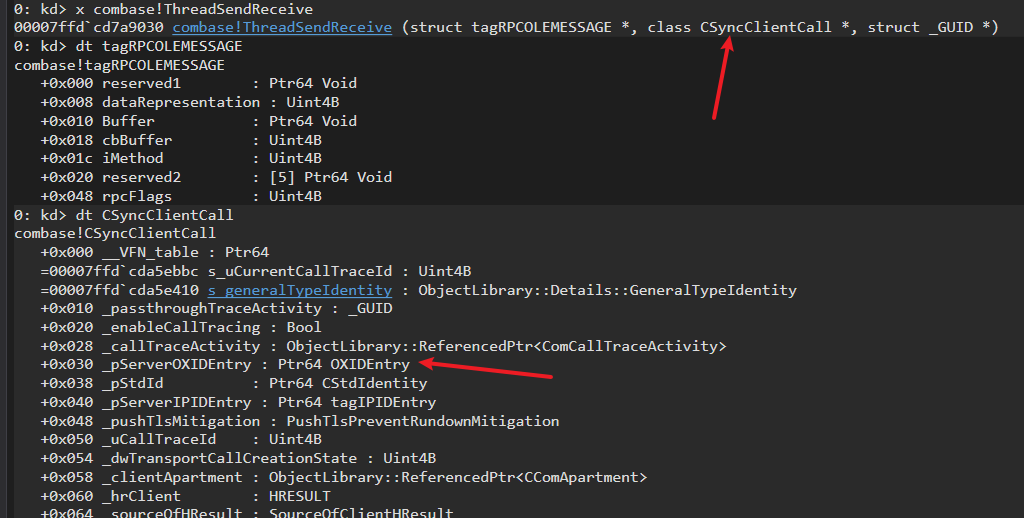 0: kd> x combase!ThreadSendReceive
00007ffd`cd7a9030 combase!ThreadSendReceive (struct tagRPCOLEMESSAGE *, class CSyncClientCall *, struct _GUID *)
0: kd> dt tagRPCOLEMESSAGE
combase!tagRPCOLEMESSAGE
   +0x000 reserved1        : Ptr64 Void
   +0x008 dataRepresentation : Uint4B
   +0x010 Buffer           : Ptr64 Void
   +0x018 cbBuffer         : Uint4B
   +0x01c iMethod          : Uint4B
   +0x020 reserved2        : [5] Ptr64 Void
   +0x048 rpcFlags         : Uint4B
0: kd> dt CSyncClientCall
combase!CSyncClientCall
   +0x000 __VFN_table : Ptr64
   =00007ffd`cda5ebbc s_uCurrentCallTraceId : Uint4B
   =00007ffd`cda5e410 s_generalTypeIdentity : ObjectLibrary::Details::GeneralTypeIdentity
   +0x010 _passthroughTraceActivity : _GUID
   +0x020 _enableCallTracing : Bool
   +0x028 _callTraceActivity : ObjectLibrary::ReferencedPtr<ComCallTraceActivity>
   +0x030 _pServerOXIDEntry : Ptr64 OXIDEntry
   +0x038 _pStdId          : Ptr64 CStdIdentity
   +0x040 _pServerIPIDEntry : Ptr64 tagIPIDEntry
   +0x048 _pushTlsMitigation : PushTlsPreventRundownMitigation
   +0x050 _uCallTraceId    : Uint4B
   +0x054 _dwTransportCallCreationState : Uint4B
   +0x058 _clientApartment : ObjectLibrary::ReferencedPtr<CComApartment>
   +0x060 _hrClient        : HRESULT
   +0x064 _sourceOfHResult : SourceOfClientHResult